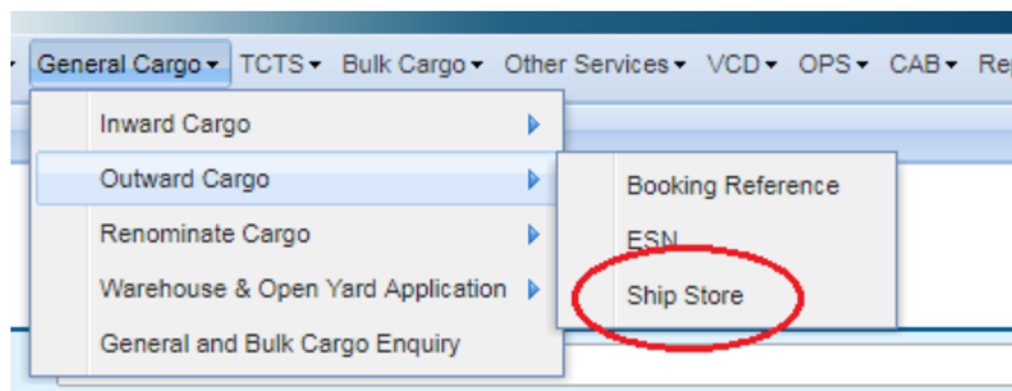 General Cargo TCTS Bulk Cargo Other Services VCD OPS CAB Rep
Inward Cargo
Outward Cargo
Renominate Cargo
Warehouse & Open Yard Application
General and Bulk Cargo Enquiry
Booking Reference
ESN
Ship Store